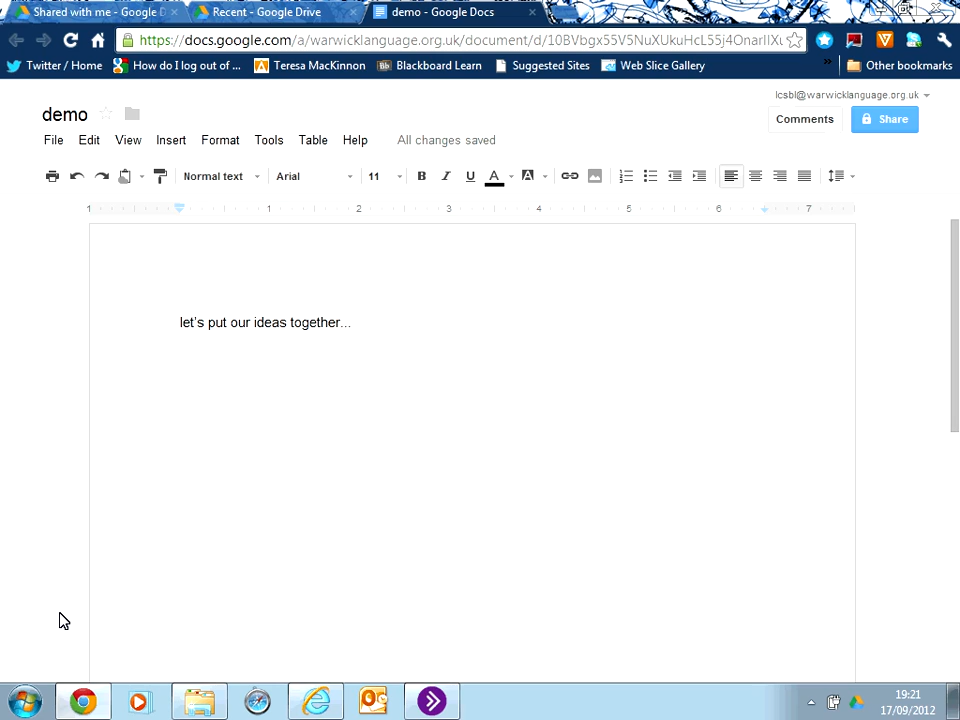 Shared with me - Google D
Recent - Google Drive
demo - Google Docs
https://docs.google.com/a/warwicklanguage.org.uk/document/d/10BVbgx55V5NuXUkuHcL55j4OnarIIXu
Twitter / Home
How do I log out of ...
Teresa MacKinnon
Blackboard Learn
Suggested Sites
Web Slice Gallery
»
Other bookmarks
lcsbl@warwicklanguage.org.uk
demo
Comments
Share
File Edit View Insert Format Tools Table Help All changes saved
Normal text Arial 11 B I U A A
1 1 2 3 4 5 6 7
let's put our ideas together...
19:21
17/09/2012